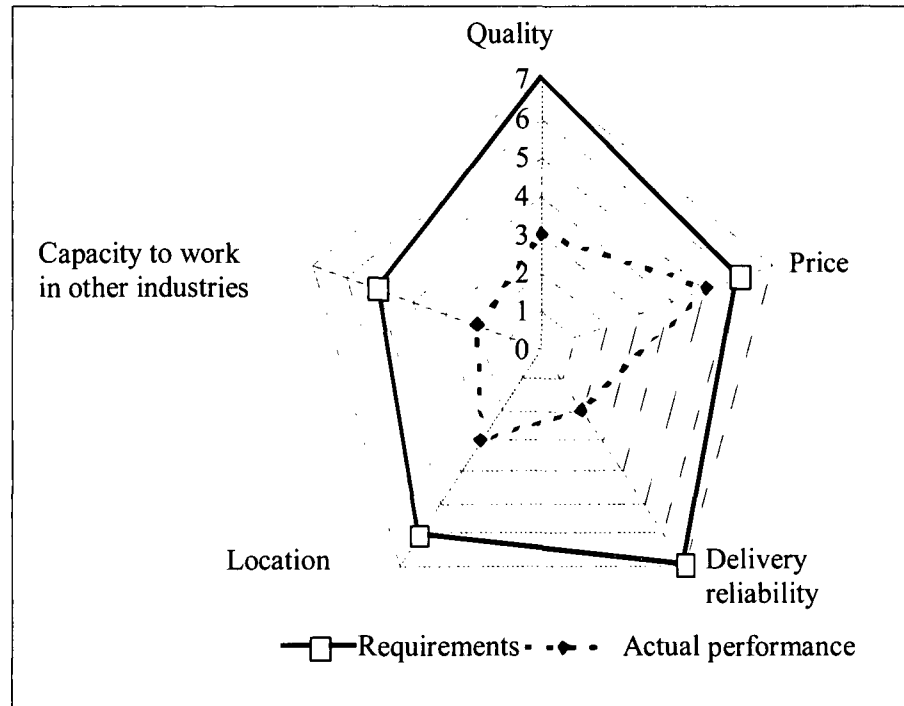 Quality
7
6
5
4
3
2
1
0
Price
Capacity to work
in other industries
Location
Delivery
reliability
Requirements
Actual performance